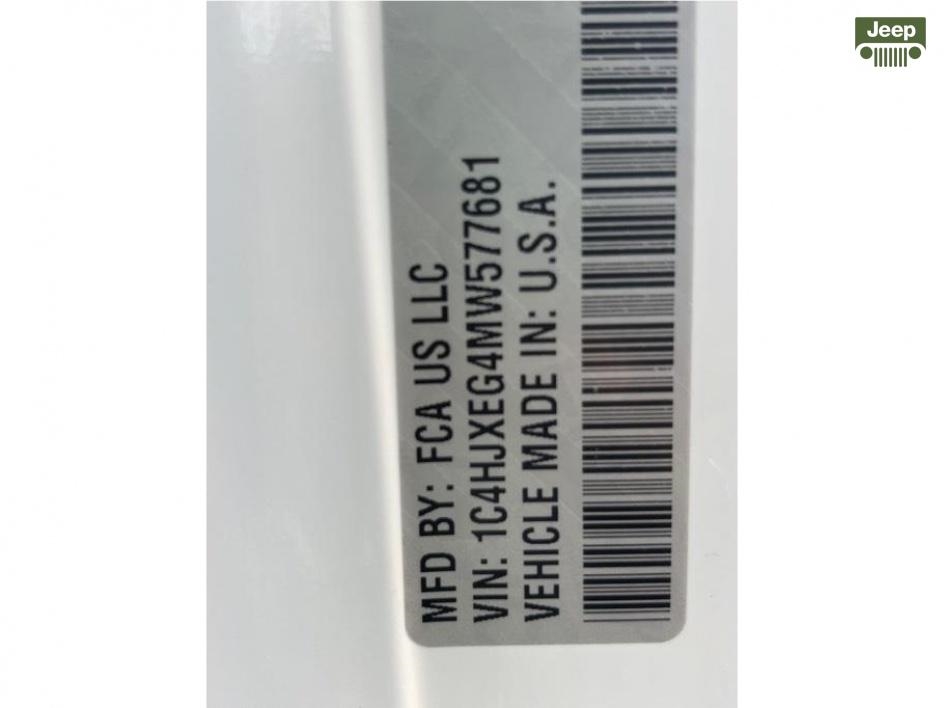 Jeep
MFD BY: FCA US LLC
VIN: 1C4HJXEG4MW577681
VEHICLE MADE IN: U.S.A.